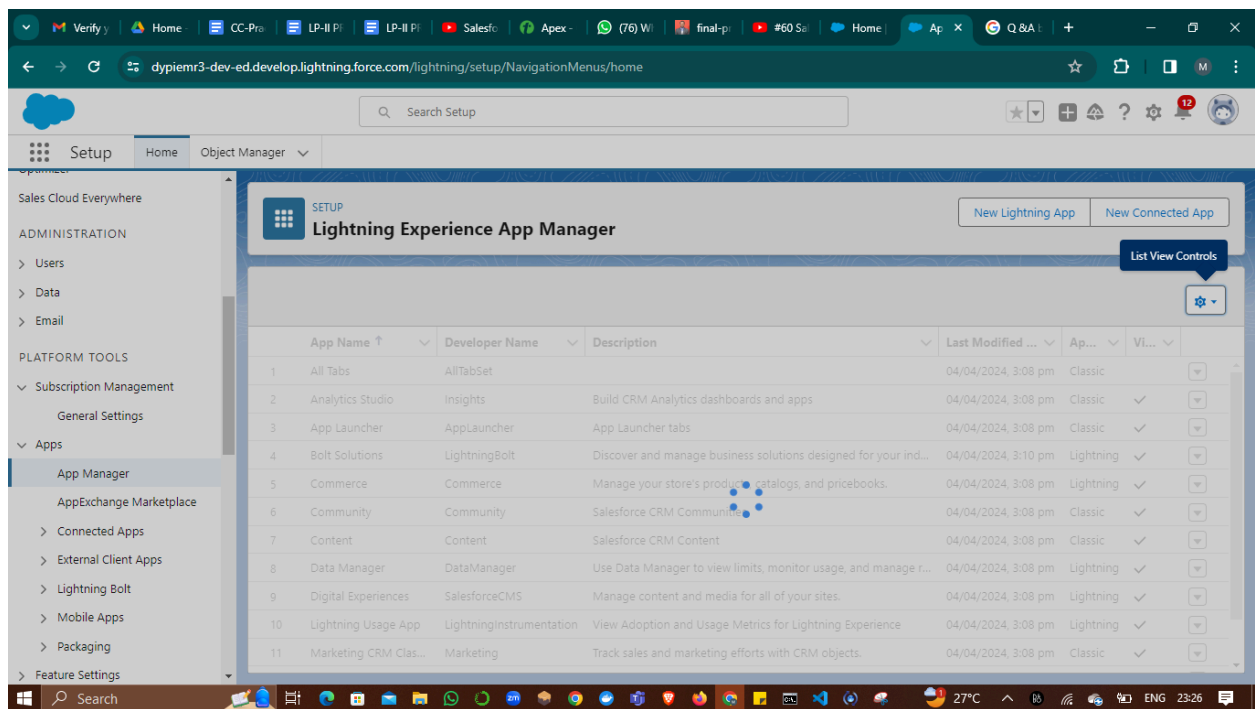 Verify y
Home -
CC-Pra
LP-II PF
LP-II PF
Salesfo
Apex -
(76) Wh
final-pr
#60 Sal
Home |
Ap
Q &A b
dypiemr3-dev-ed.develop.lightning.force.com/lightning/setup/NavigationMenus/home
M
Search Setup
12
Setup
Home
Object Manager
Optimizer
Sales Cloud Everywhere
ADMINISTRATION
Users
Data
Email
PLATFORM TOOLS
Subscription Management
General Settings
Apps
App Manager
AppExchange Marketplace
Connected Apps
External Client Apps
Lightning Bolt
Mobile Apps
Packaging
Feature Settings
SETUP
Lightning Experience App Manager
New Lightning App
New Connected App
List View Controls
App Name ↑ Developer Name Description Last Modified ... Ap... Vi...
1 All Tabs AllTabSet 04/04/2024, 3:08 pm Classic
2 Analytics Studio Insights Build CRM Analytics dashboards and apps 04/04/2024, 3:08 pm Classic
3 App Launcher AppLauncher App Launcher tabs 04/04/2024, 3:08 pm Classic
4 Bolt Solutions LightningBolt Discover and manage business solutions designed for your ind... 04/04/2024, 3:10 pm Lightning
5 Commerce Commerce Manage your store's products, catalogs, and pricebooks. 04/04/2024, 3:08 pm Lightning
6 Community Community Salesforce CRM Communities 04/04/2024, 3:08 pm Classic
7 Content Content Salesforce CRM Content 04/04/2024, 3:08 pm Classic
8 Data Manager DataManager Use Data Manager to view limits, monitor usage, and manage r... 04/04/2024, 3:08 pm Lightning
9 Digital Experiences SalesforceCMS Manage content and media for all of your sites. 04/04/2024, 3:08 pm Lightning
10 Lightning Usage App LightningInstrumentation View Adoption and Usage Metrics for Lightning Experience 04/04/2024, 3:08 pm Lightning
11 Marketing CRM Clas... Marketing Track sales and marketing efforts with CRM objects. 04/04/2024, 3:08 pm Classic
Search
27°C
ENG
23:26